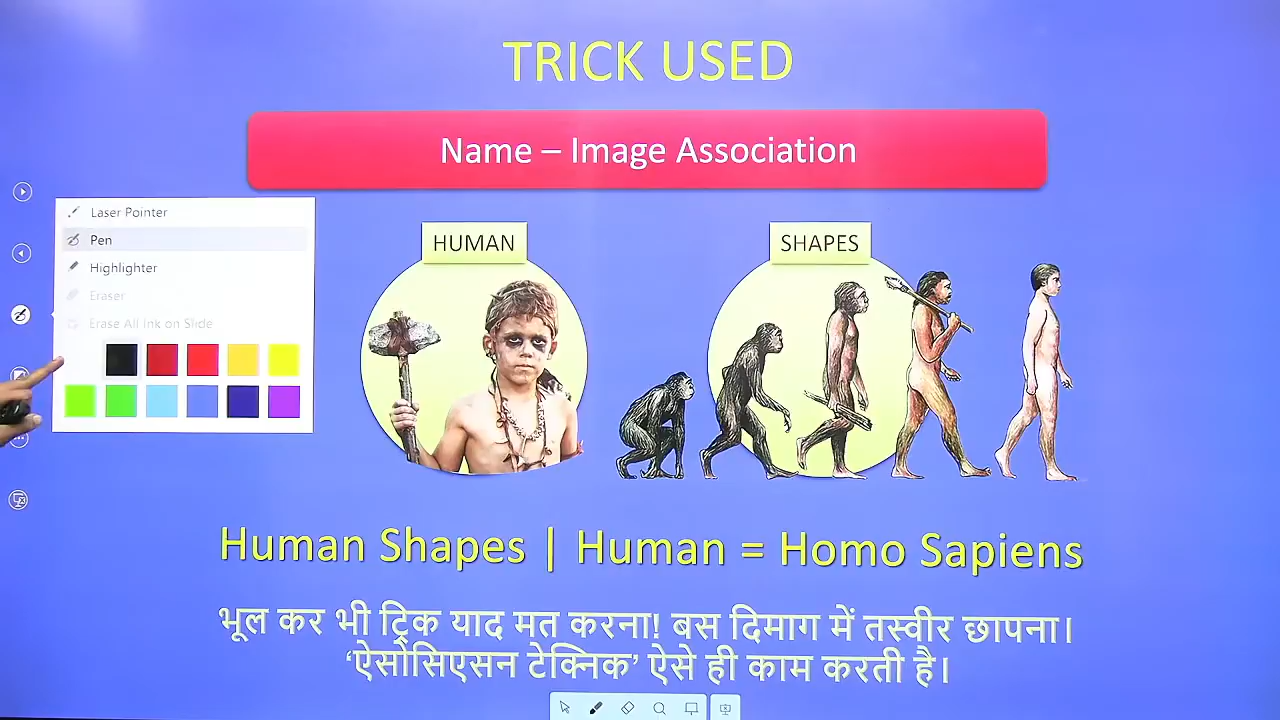 TRICK USED
Name – Image Association
Laser Pointer
Pen
Highlighter
Eraser
Erase All Ink on Slide
HUMAN
SHAPES
Human Shapes | Human = Homo Sapiens
भूल कर भी ट्रिक याद मत करना! बस दिमाग में तस्वीर छापना।
‘ऐसोसिएसन टेक्निक’ ऐसे ही काम करती है।